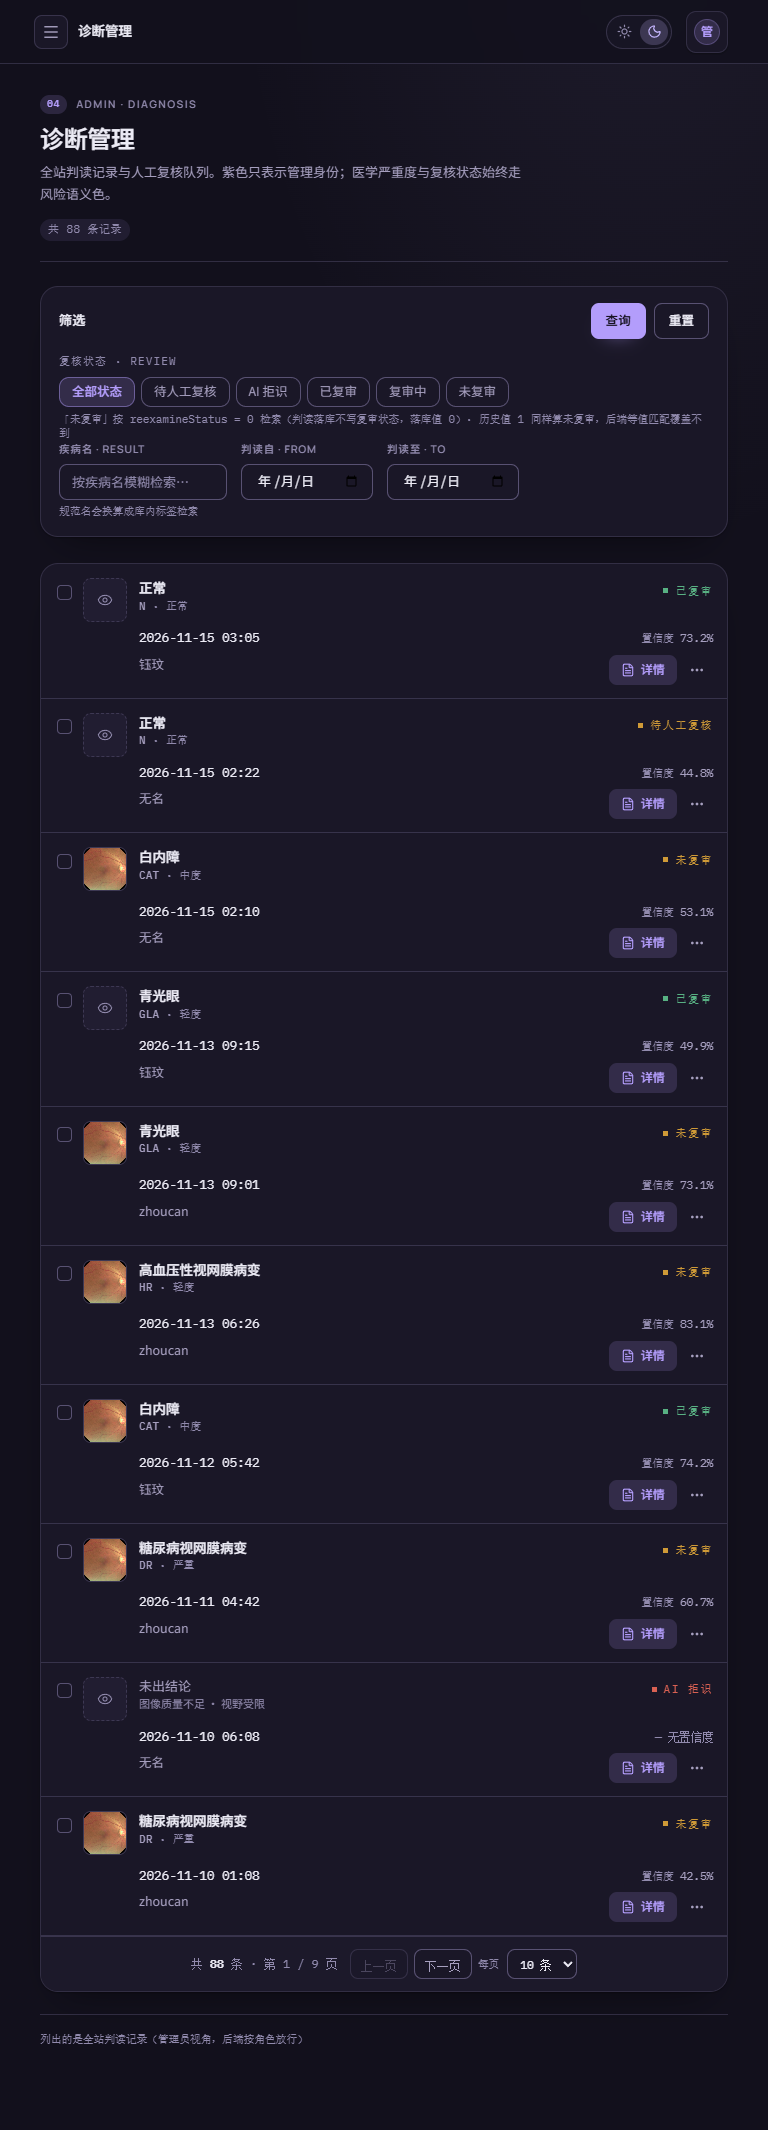 诊断管理
管
04 ADMIN · DIAGNOSIS
诊断管理
全站判读记录与人工复核队列。紫色只表示管理身份；医学严重度与复核状态始终走
风险语义色。
共 88 条记录
筛选
查询 重置
复核状态 · REVIEW
全部状态 待人工复核 AI 拒识 已复审 复审中 未复审
「未复审」按 reexamineStatus = 0 检索（判读落库不写复审状态，落库值 0）· 历史值 1 同样算未复审，后端等值匹配覆盖不
到
疾病名 · RESULT 判读自 · FROM 判读至 · TO
按疾病名模糊检索… 年/月/日 年/月/日
规范名会换算成库内标签检索
正常 已复审
N · 正常
2026-11-15 03:05 置信度 73.2%
钰玟 详情
正常 待人工复核
N · 正常
2026-11-15 02:22 置信度 44.8%
无名 详情
白内障 未复审
CAT · 中度
2026-11-15 02:10 置信度 53.1%
无名 详情
青光眼 已复审
GLA · 轻度
2026-11-13 09:15 置信度 49.9%
钰玟 详情
青光眼 未复审
GLA · 轻度
2026-11-13 09:01 置信度 73.1%
zhoucan 详情
高血压性视网膜病变 未复审
HR · 轻度
2026-11-13 06:26 置信度 83.1%
zhoucan 详情
白内障 已复审
CAT · 中度
2026-11-12 05:42 置信度 74.2%
钰玟 详情
糖尿病视网膜病变 未复审
DR · 严重
2026-11-11 04:42 置信度 60.7%
zhoucan 详情
未出结论 AI 拒识
图像质量不足 · 视野受限
2026-11-10 06:08 — 无置信度
无名 详情
糖尿病视网膜病变 未复审
DR · 严重
2026-11-10 01:08 置信度 42.5%
zhoucan 详情
共 88 条 · 第 1 / 9 页 上一页 下一页 每页 10 条
列出的是全站判读记录（管理员视角，后端按角色放行）